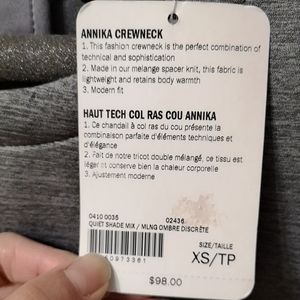 ANNIKA CREWNECK
1. This fashion crewneck is the perfect combination of
technical and sophistication
2. Made in our melange spacer knit, this fabric is
lightweight and retains body warmth
3. Modern fit
HAUT TECH COL RAS COU ANNIKA
1. Ce chandail à col ras du cou présente la
combinaison parfaite d'éléments techniques et
d'élégance
2. Fait de notre tricot double mélangé, ce tissu est
léger et conserve bien la chaleur corporelle
3. Ajustement moderne
0410 0035 02436
QUIET SHADE MIX / MLNG OMBRE DISCRÈTE
SIZE/TAILLE
XS/TP
50973361
$98.00